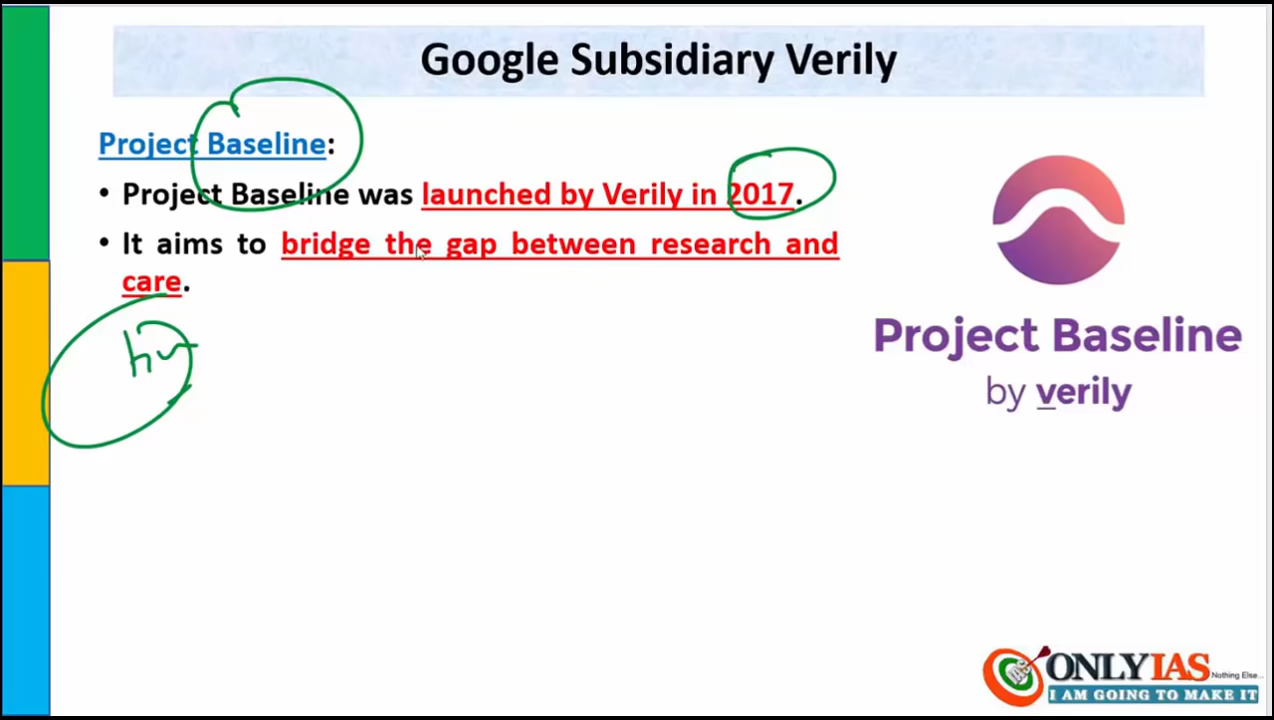 Google Subsidiary Verily
Project Baseline:
• Project Baseline was launched by Verily in 2017.
• It aims to bridge the gap between research and
care.
Project Baseline
by verily
ONLYIAS
Nothing Else...
I AM GOING TO MAKE IT